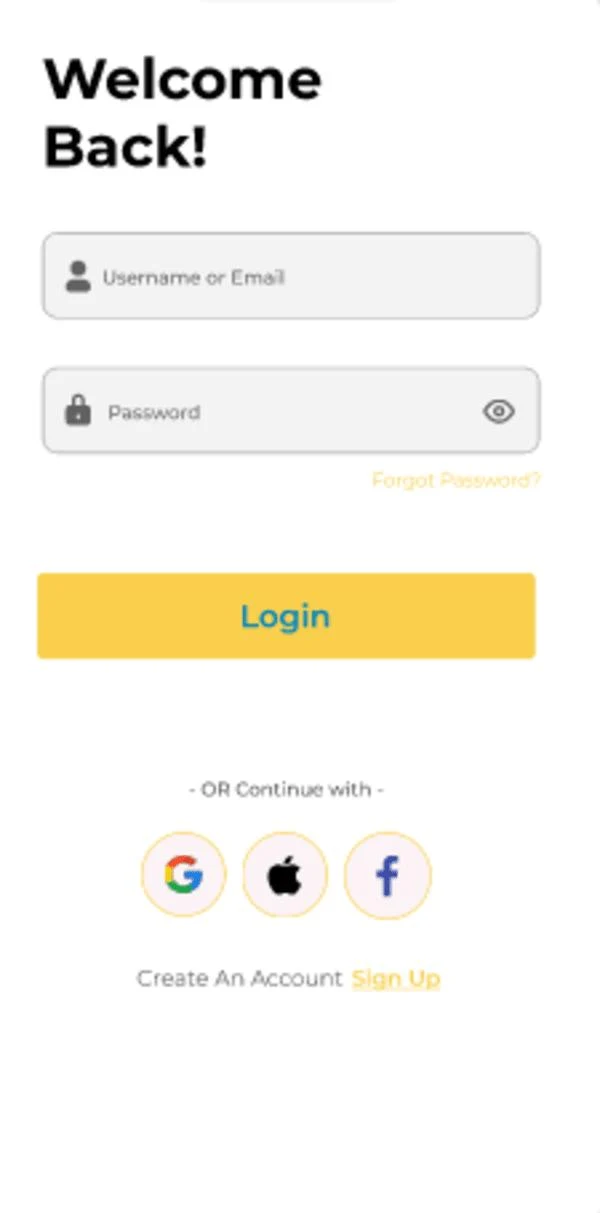 Welcome
Back!
Username or Email
Password
Forgot Password?
Login
- OR Continue with -
Create An Account Sign Up